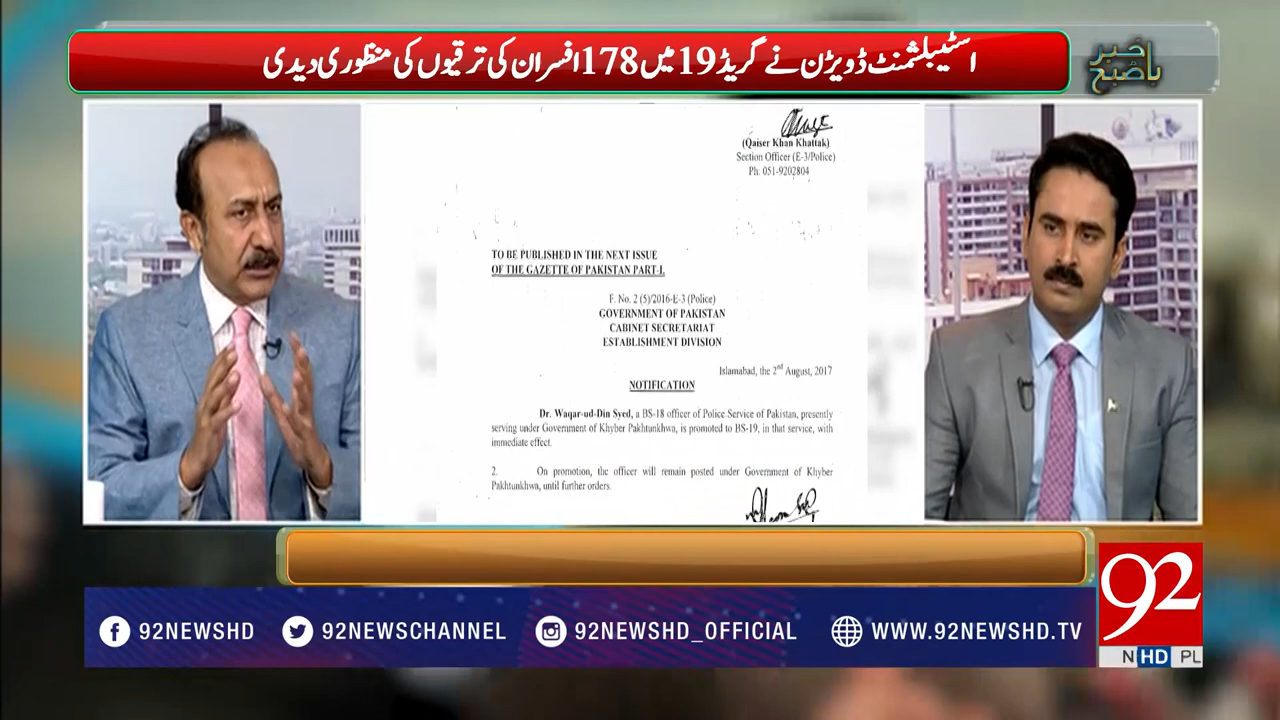 اسٹیبلشمنٹ ڈویژن نے گریڈ 19 میں 178 افسران کی ترقیوں کی منظوری دیدی
باخبر صبح
(Qaiser Khan Khattak)
Section Officer (E-3/Police)
Ph. 051-9202804
TO BE PUBLISHED IN THE NEXT ISSUE
OF THE GAZETTE OF PAKISTAN PART-I.
F. No. 2 (5)/2016-E-3 (Police)
GOVERNMENT OF PAKISTAN
CABINET SECRETARIAT
ESTABLISHMENT DIVISION
Islamabad, the 2nd August, 2017
NOTIFICATION
Dr. Waqar-ud-Din Syed, a BS-18 officer of Police Service of Pakistan, presently
serving under Government of Khyber Pakhtunkhwa, is promoted to BS-19, in that service, with
immediate effect.
2. On promotion, the officer will remain posted under Government of Khyber
Pakhtunkhwa, until further orders.
92
92NEWSHD
92NEWSCHANNEL
92NEWSHD_OFFICIAL
WWW.92NEWSHD.TV
N HD PL